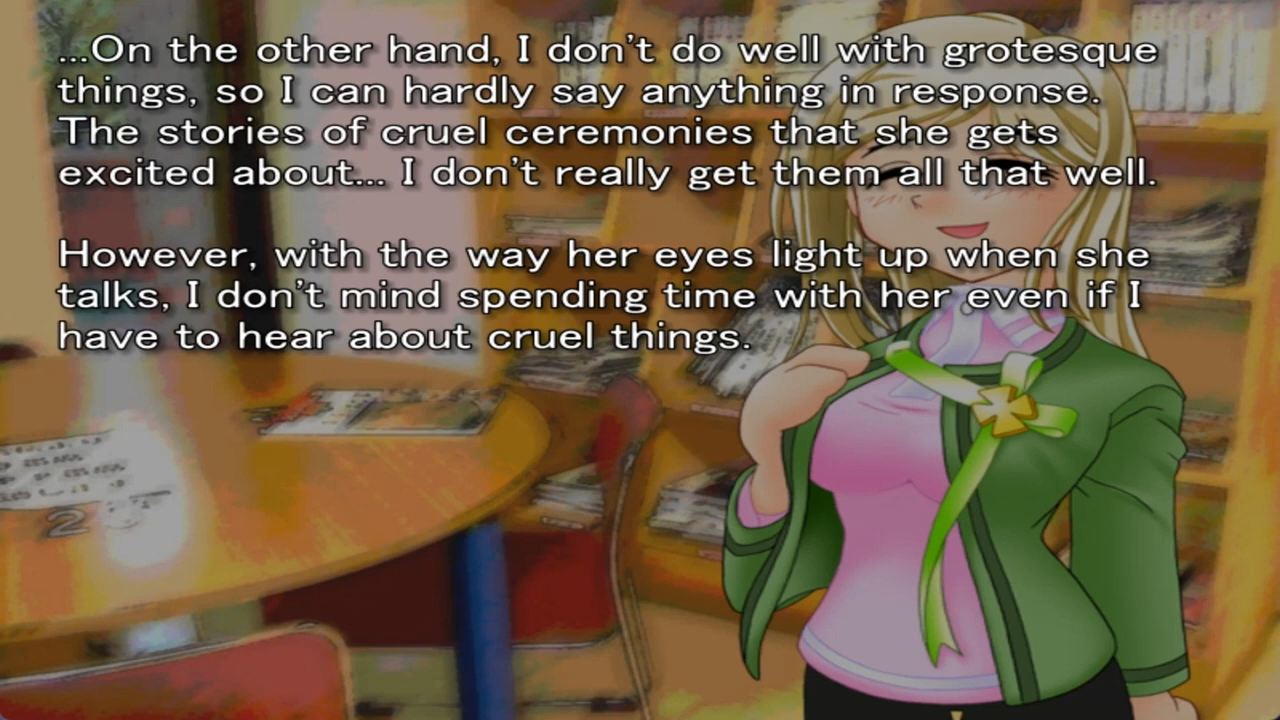 ...On the other hand, I don't do well with grotesque
things, so I can hardly say anything in response.
The stories of cruel ceremonies that she gets
excited about... I don't really get them all that well.
However, with the way her eyes light up when she
talks, I don't mind spending time with her even if I
have to hear about cruel things.
2